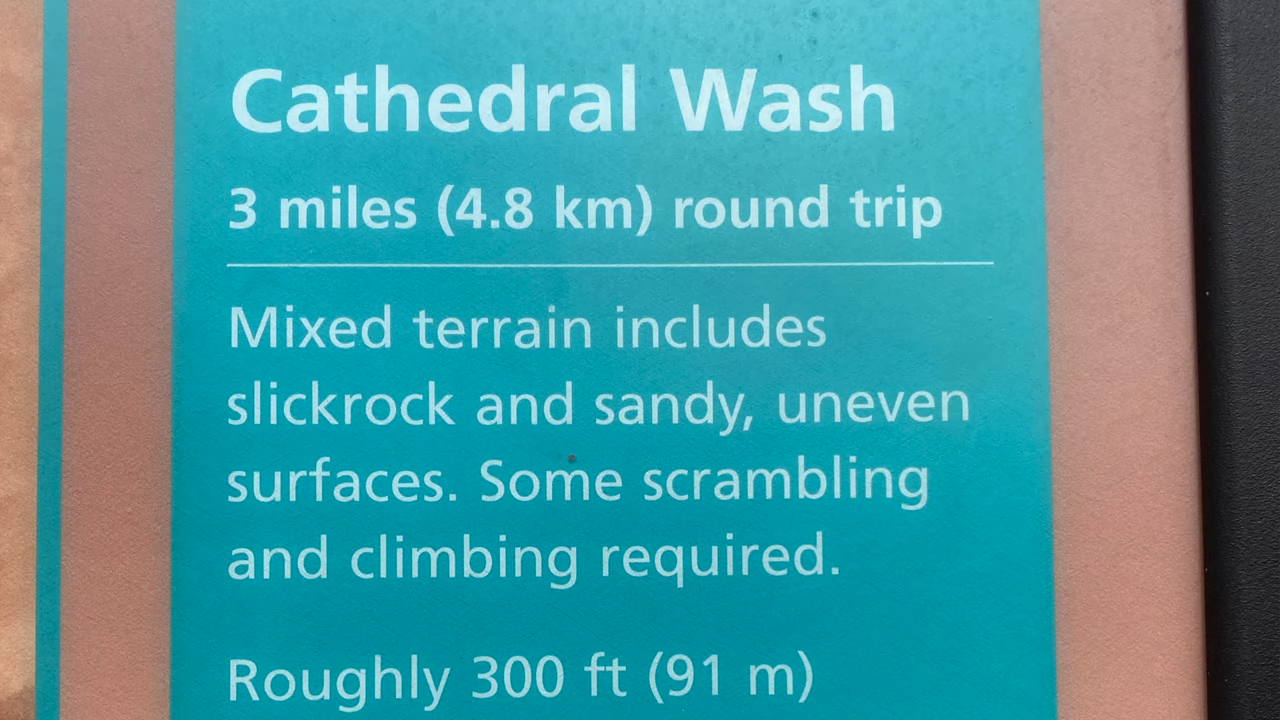 Cathedral Wash
3 miles (4.8 km) round trip
Mixed terrain includes
slickrock and sandy, uneven
surfaces. Some scrambling
and climbing required.
Roughly 300 ft (91 m)